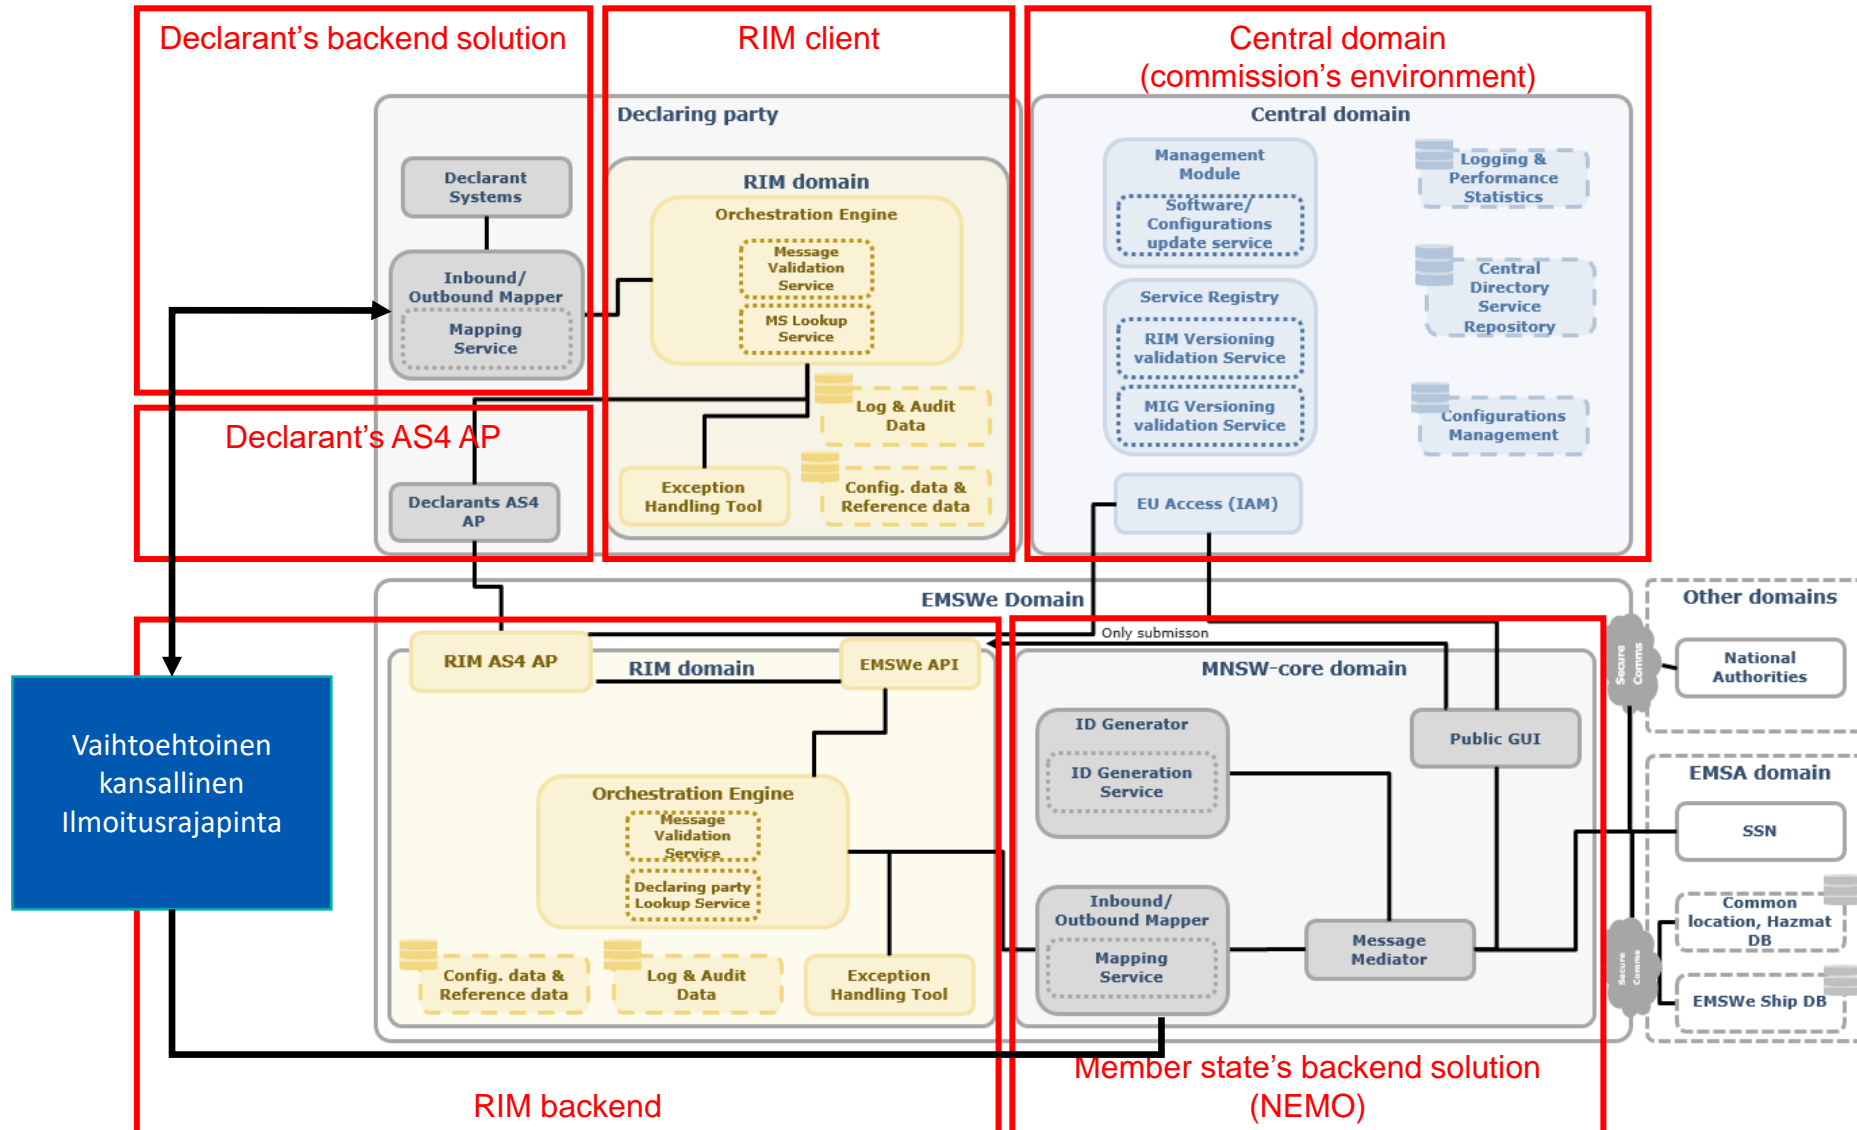 Declarant's backend solution
RIM client
Central domain
(commission's environment)
Declaring party
Declarant
Systems
Inbound/
Outbound Mapper
Mapping
Service
RIM domain
Orchestration Engine
Message
Validation
Service
MS Lookup
Service
Log & Audit
Data
Exception
Handling Tool
Config. data &
Reference data
Declarant's AS4 AP
Declarants AS4
AP
Central domain
Management
Module
Software/
Configurations
update service
Service Registry
RIM Versioning
validation Service
MIG Versioning
validation Service
EU Access (IAM)
Logging &
Performance
Statistics
Central
Directory
Service
Repository
Configurations
Management
EMSWe Domain
RIM AS4 AP
RIM domain
EMSWe API
Only submisson
Orchestration Engine
Message
Validation
Service
Declaring party
Lookup Service
Config. data &
Reference data
Log & Audit
Data
Exception
Handling Tool
MNSW-core domain
ID Generator
ID Generation
Service
Public GUI
Inbound/
Outbound Mapper
Mapping
Service
Message
Mediator
Vaihtoehtoinen
kansallinen
Ilmoitusrajapinta
Other domains
Secure
Comms
National
Authorities
EMSA domain
SSN
Common
location, Hazmat
DB
Secure
Comms
EMSWe Ship DB
RIM backend
Member state's backend solution
(NEMO)